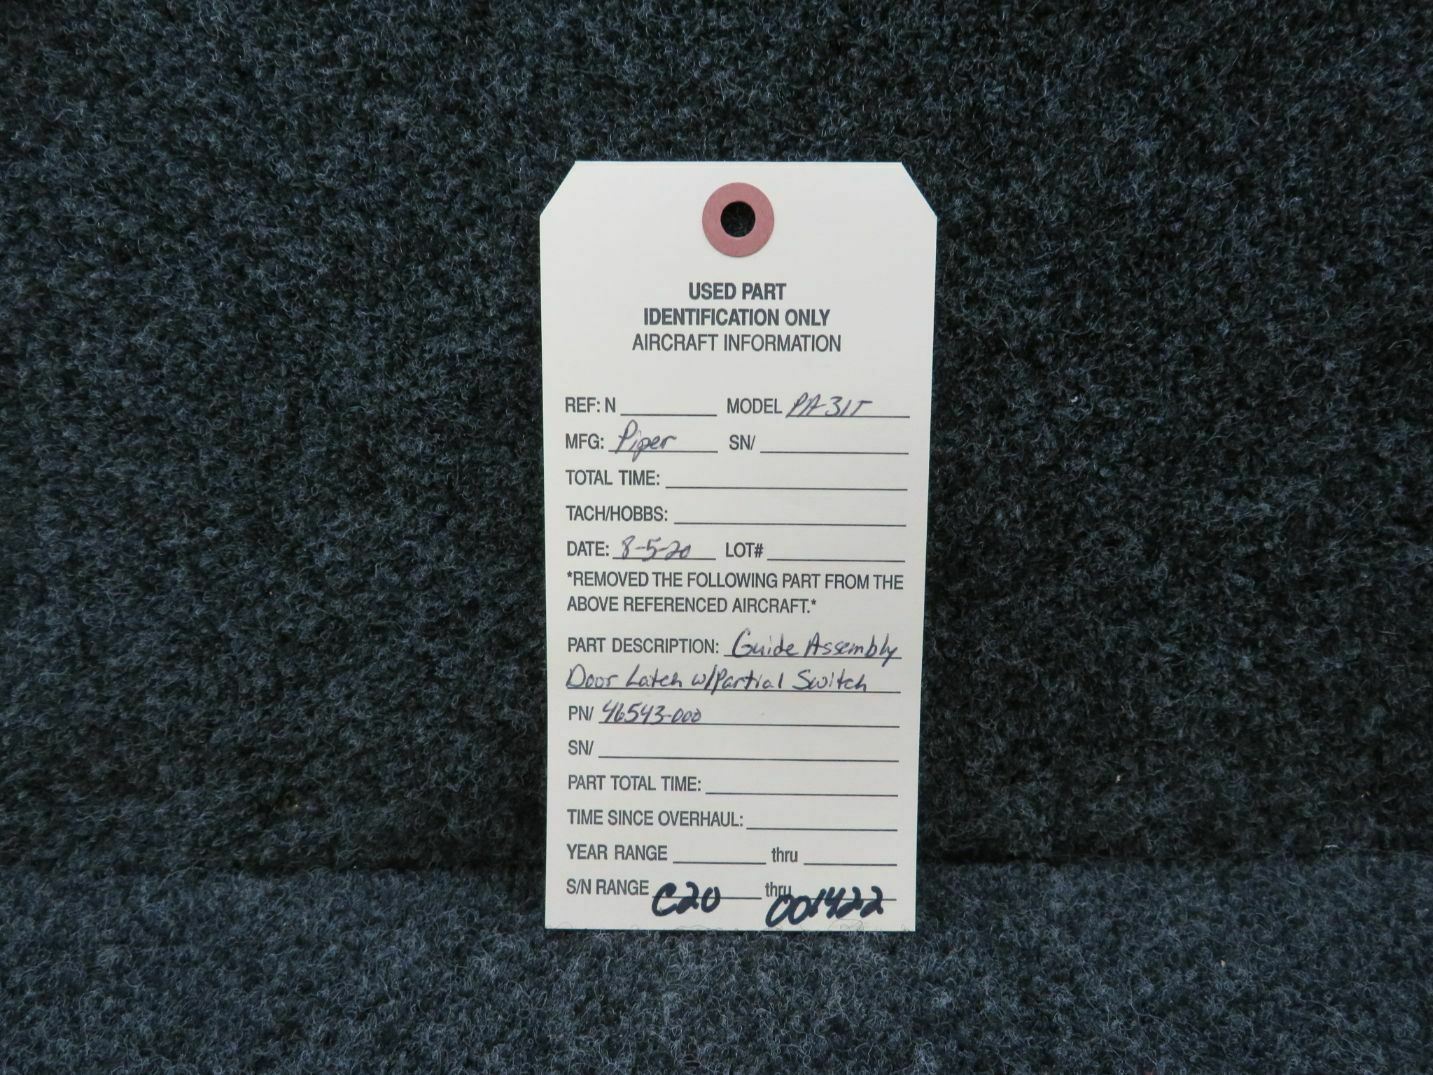 USED PART
IDENTIFICATION ONLY
AIRCRAFT INFORMATION
REF: N MODEL PA-31T
MFG: Piper SN/
TOTAL TIME:
TACH/HOBBS:
DATE: 8-5-20 LOT#
*REMOVED THE FOLLOWING PART FROM THE
ABOVE REFERENCED AIRCRAFT.*
PART DESCRIPTION: Guide Assembly
Door Latch w/Partial Switch
PN/ 46543-000
SN/
PART TOTAL TIME:
TIME SINCE OVERHAUL:
YEAR RANGE thru
S/N RANGE C20 thru 001422